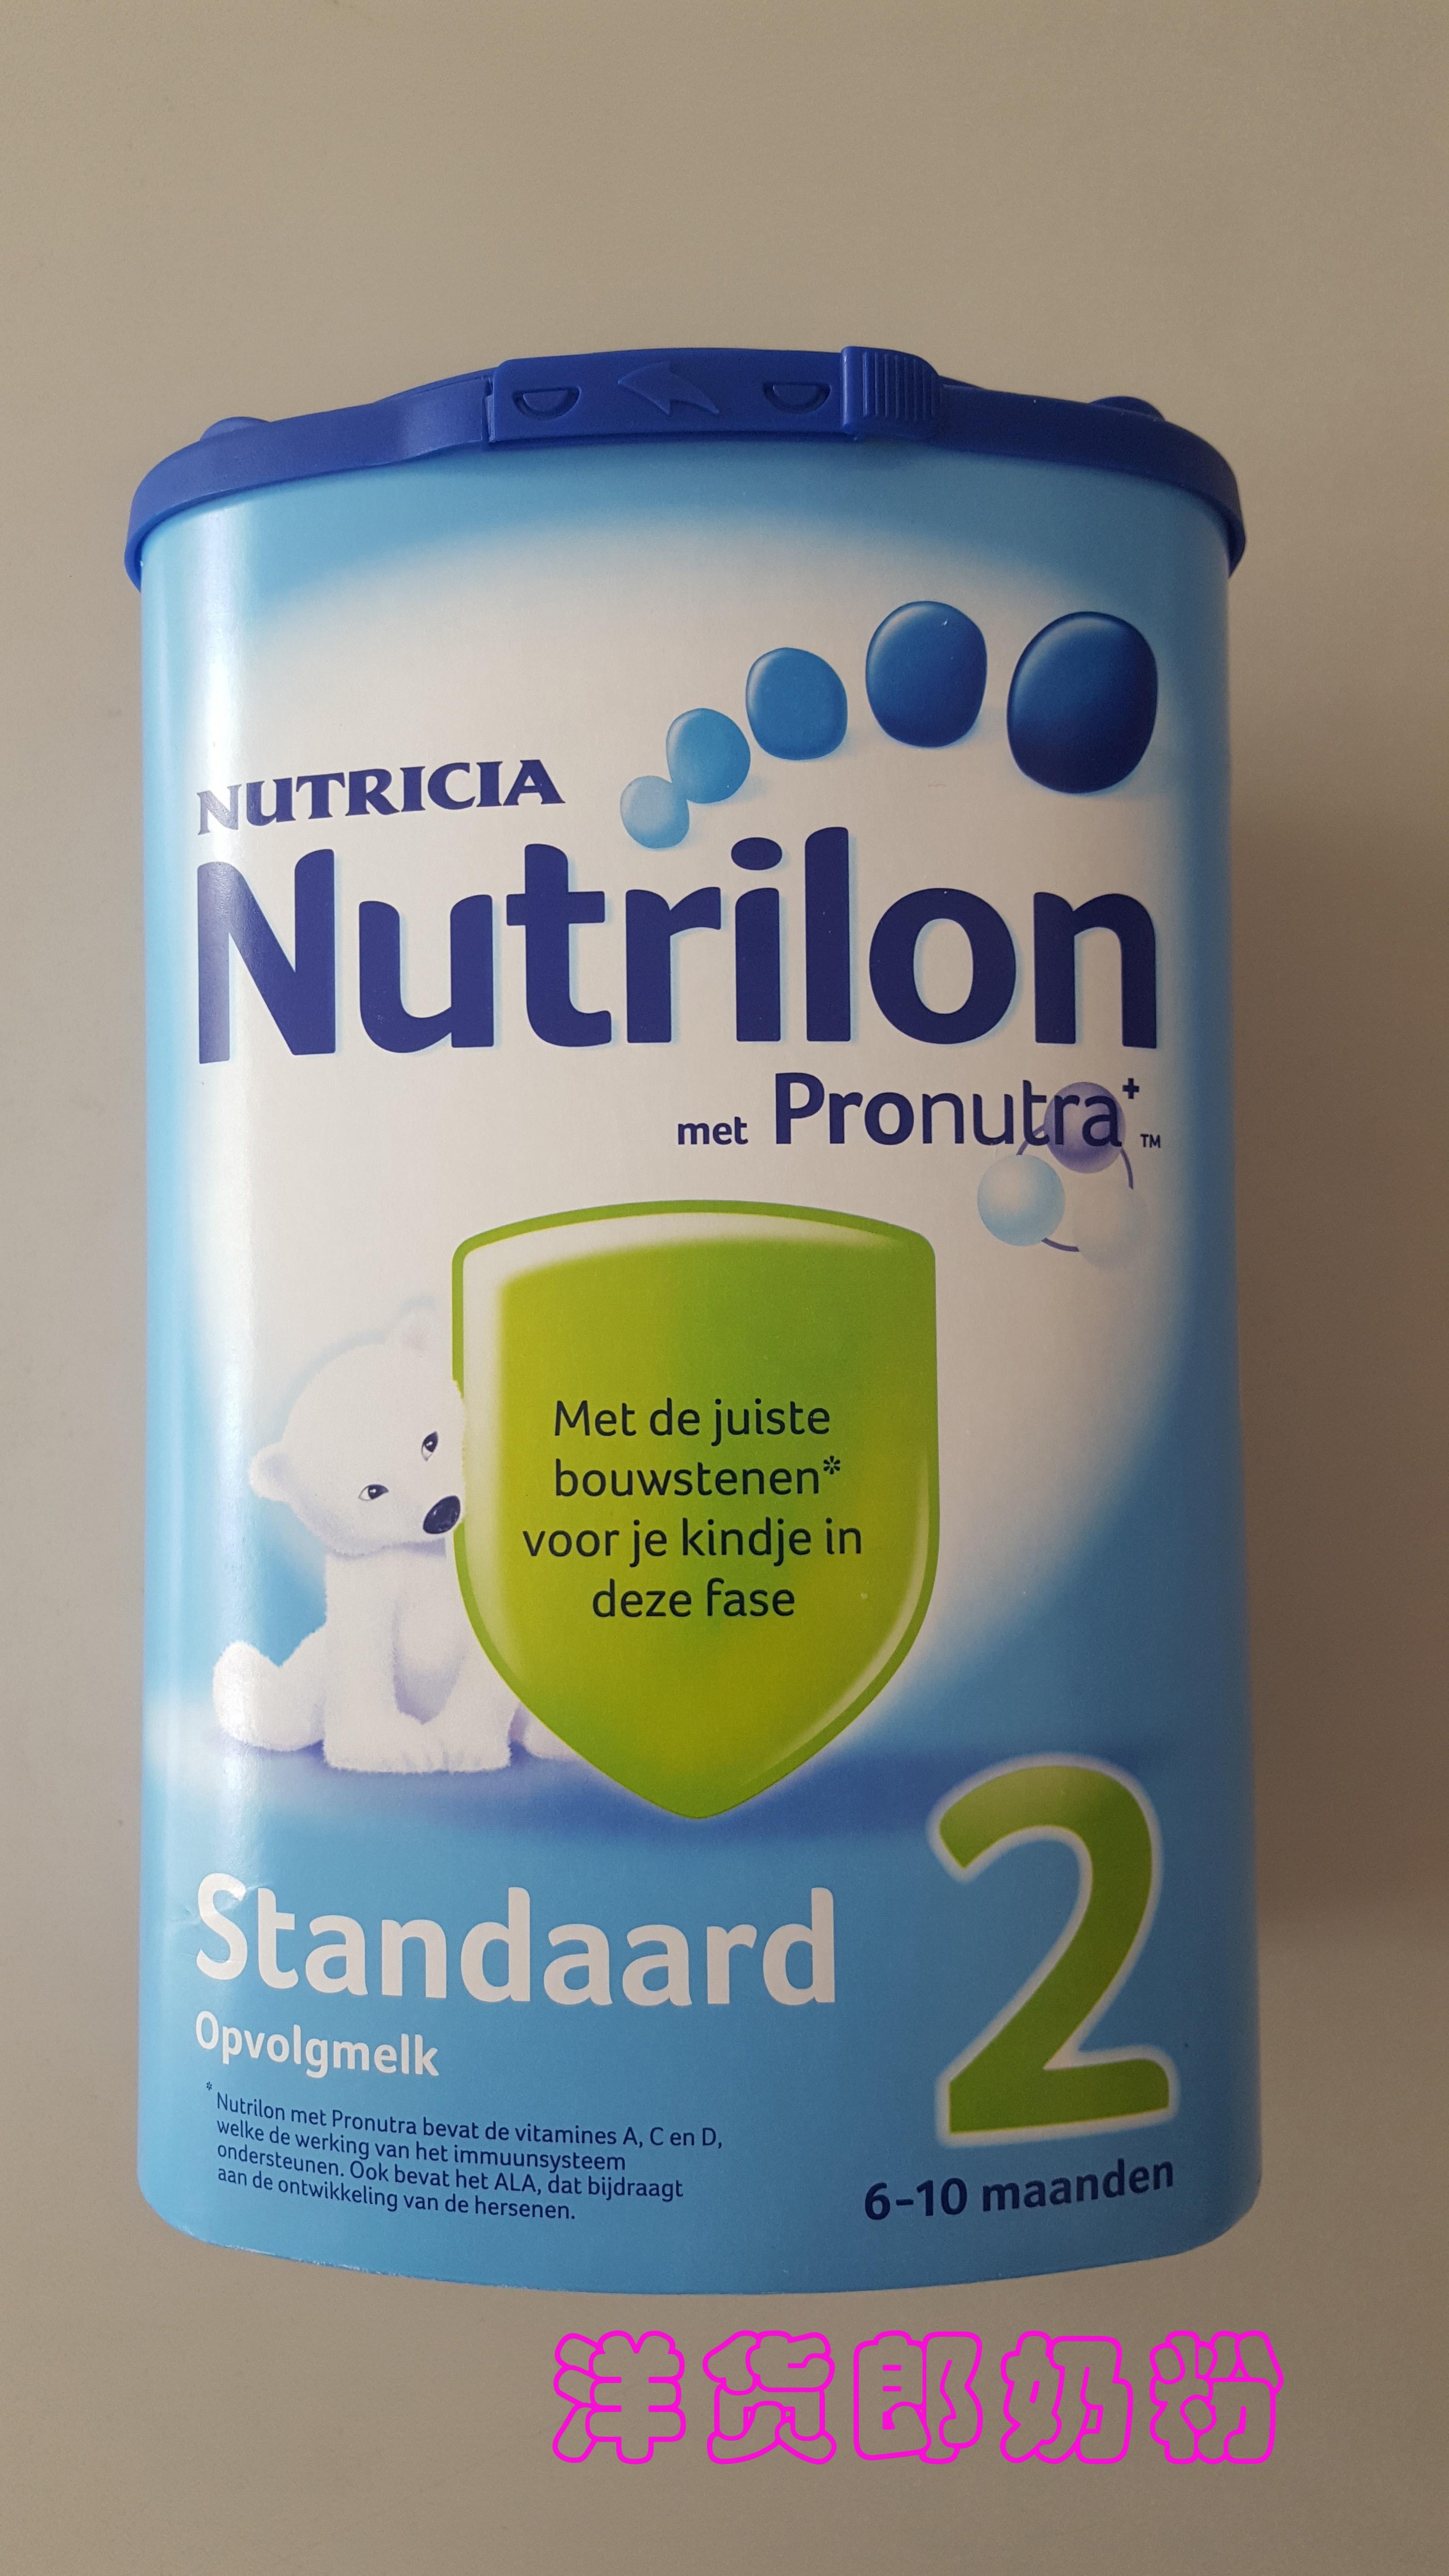 NUTRICIA
Nutrilon
met Pronutra+ ™
Met de juiste
bouwstenen*
voor je kindje in
deze fase
Standaard
2
Opvolgmelk
*Nutrilon met Pronutra bevat de vitamines A, C en D,
welke de werking van het immuunsysteem
ondersteunen. Ook bevat het ALA, dat bijdraagt
aan de ontwikkeling van de hersenen.
6-10 maanden
洋货郎奶粉